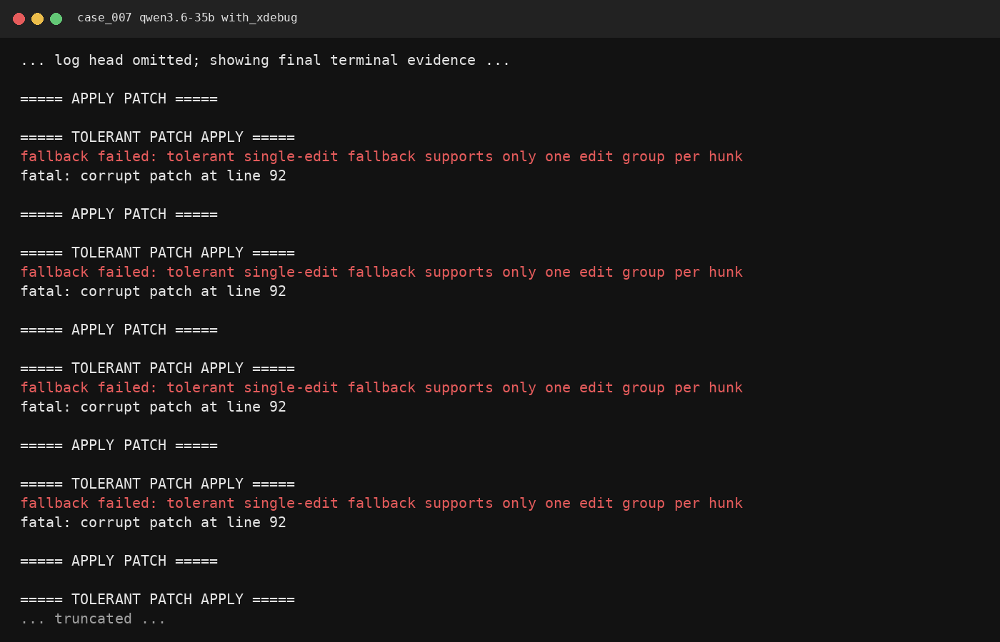 case_007 qwen3.6-35b with_xdebug
... log head omitted; showing final terminal evidence ...
===== APPLY PATCH =====
===== TOLERANT PATCH APPLY =====
fallback failed: tolerant single-edit fallback supports only one edit group per hunk
fatal: corrupt patch at line 92
===== APPLY PATCH =====
===== TOLERANT PATCH APPLY =====
fallback failed: tolerant single-edit fallback supports only one edit group per hunk
fatal: corrupt patch at line 92
===== APPLY PATCH =====
===== TOLERANT PATCH APPLY =====
fallback failed: tolerant single-edit fallback supports only one edit group per hunk
fatal: corrupt patch at line 92
===== APPLY PATCH =====
===== TOLERANT PATCH APPLY =====
fallback failed: tolerant single-edit fallback supports only one edit group per hunk
fatal: corrupt patch at line 92
===== APPLY PATCH =====
===== TOLERANT PATCH APPLY =====
... truncated ...